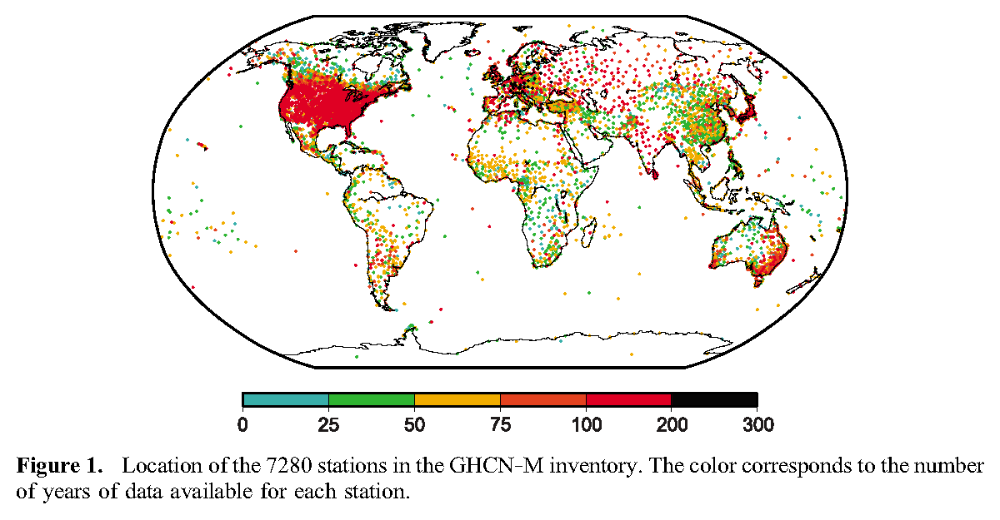 0 25 50 75 100 200 300
Figure 1. Location of the 7280 stations in the GHCN-M inventory. The color corresponds to the number
of years of data available for each station.